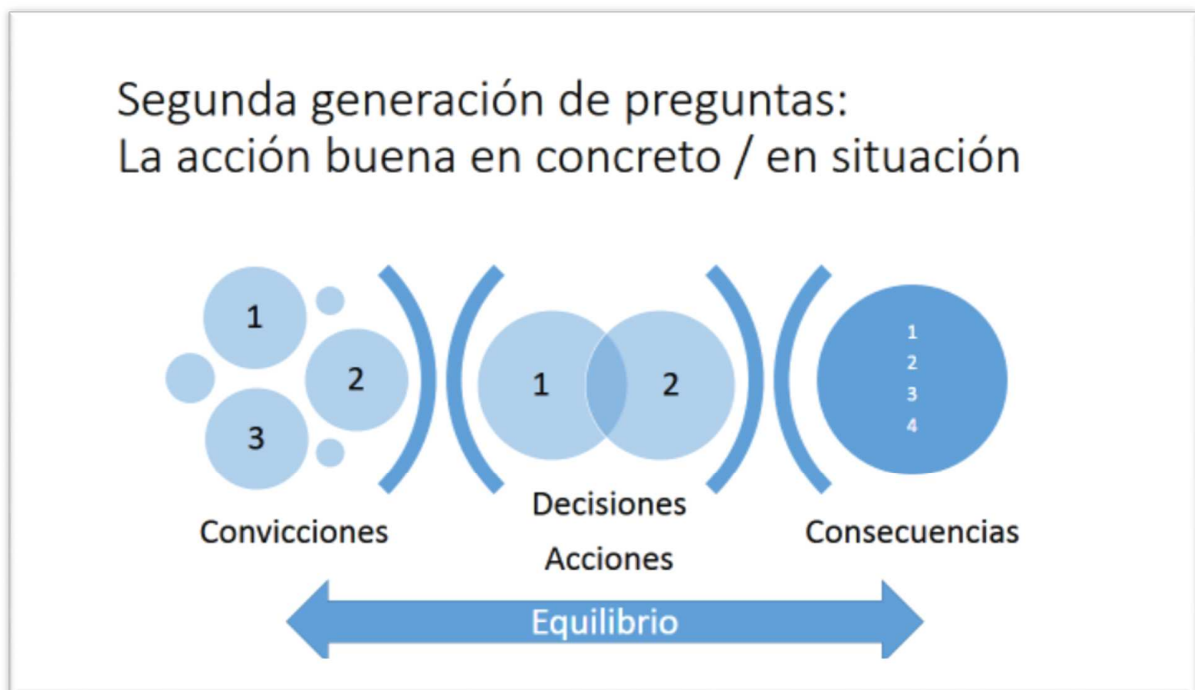 Segunda generación de preguntas:
La acción buena en concreto / en situación
1
2
3
Convicciones
1
2
Decisiones
Acciones
1
2
3
4
Consecuencias
Equilibrio